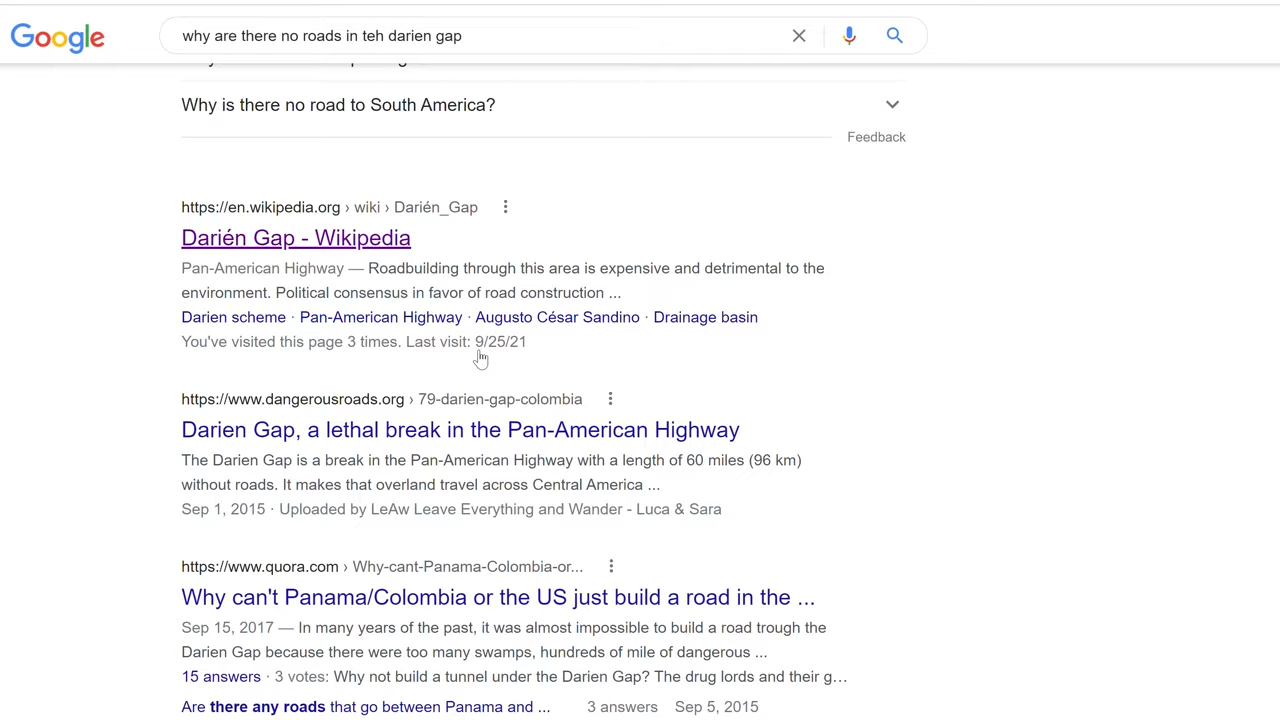 Google
why are there no roads in teh darien gap
Why is there no road to South America?
Feedback
https://en.wikipedia.org › wiki › Darién_Gap
Darién Gap - Wikipedia
Pan-American Highway — Roadbuilding through this area is expensive and detrimental to the
environment. Political consensus in favor of road construction ...
Darien scheme · Pan-American Highway · Augusto César Sandino · Drainage basin
You've visited this page 3 times. Last visit: 9/25/21
https://www.dangerousroads.org › 79-darien-gap-colombia
Darien Gap, a lethal break in the Pan-American Highway
The Darien Gap is a break in the Pan-American Highway with a length of 60 miles (96 km)
without roads. It makes that overland travel across Central America ...
Sep 1, 2015 · Uploaded by LeAw Leave Everything and Wander - Luca & Sara
https://www.quora.com › Why-cant-Panama-Colombia-or...
Why can't Panama/Colombia or the US just build a road in the ...
Sep 15, 2017 — In many years of the past, it was almost impossible to build a road trough the
Darien Gap because there were too many swamps, hundreds of mile of dangerous ...
15 answers · 3 votes: Why not build a tunnel under the Darien Gap? The drug lords and their g...
Are there any roads that go between Panama and ... 3 answers Sep 5, 2015